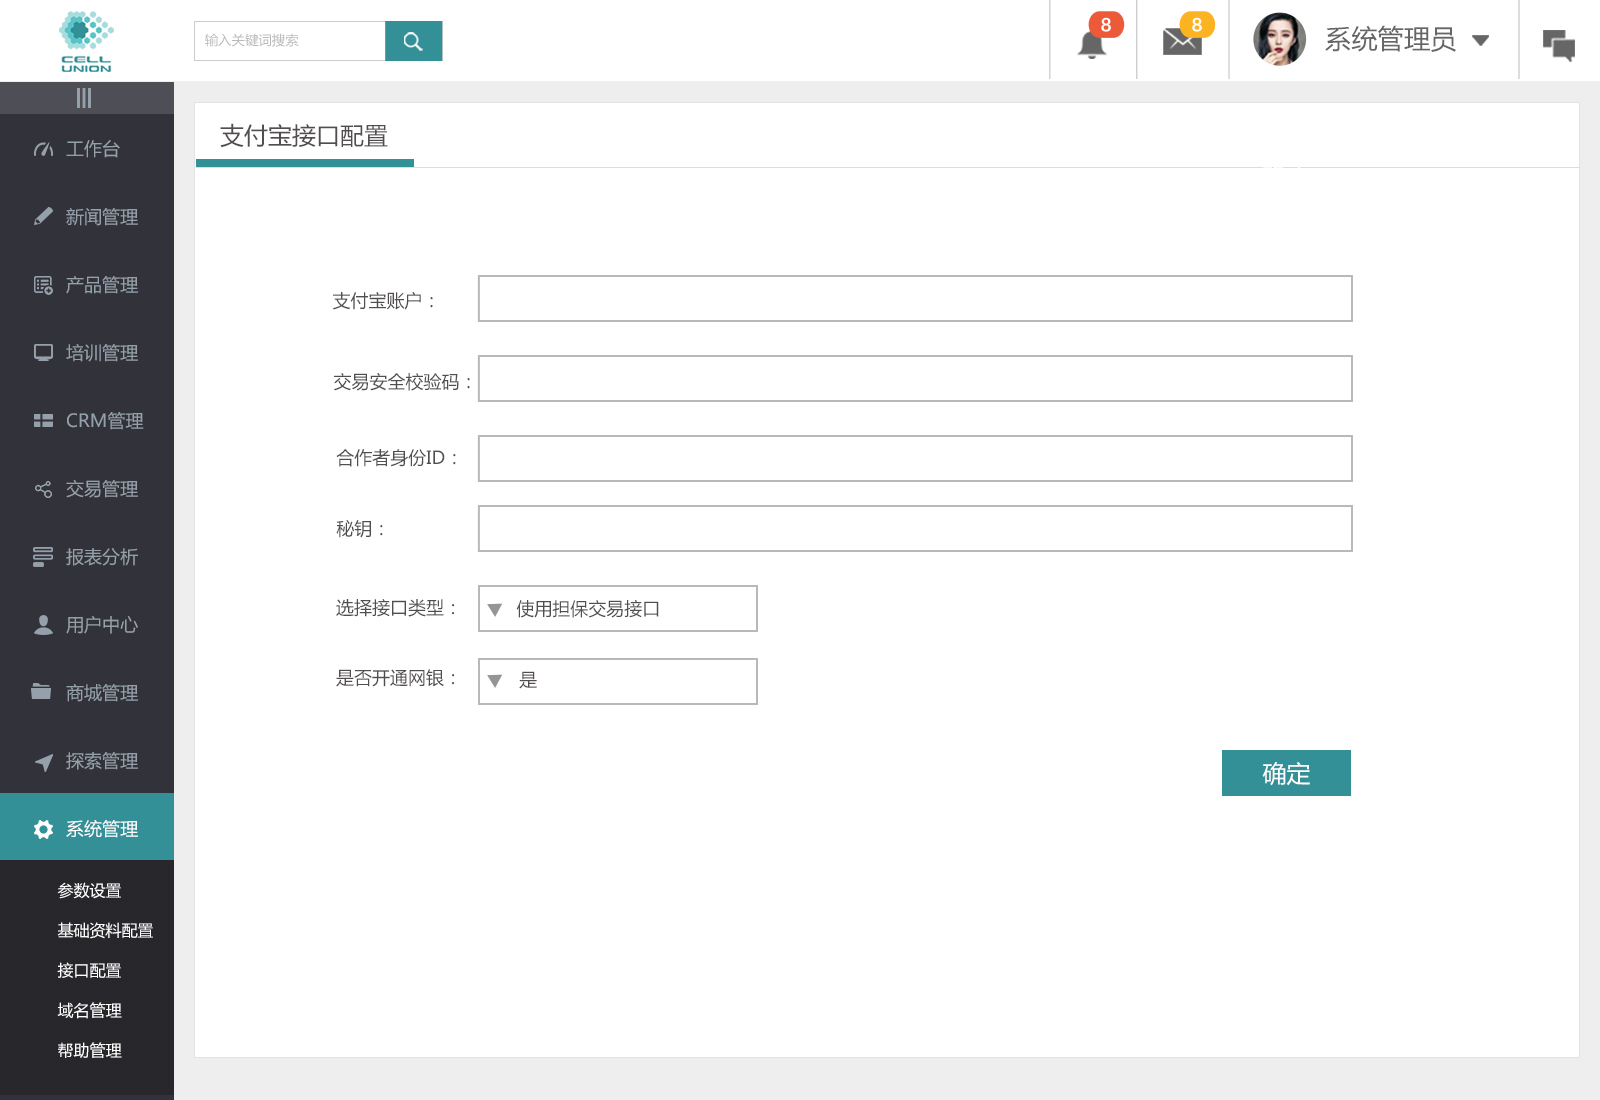 CELL
UNION
输入关键词搜索
8
8
系统管理员
工作台
新闻管理
产品管理
培训管理
CRM管理
交易管理
报表分析
用户中心
商城管理
探索管理
系统管理
参数设置
基础资料配置
接口配置
域名管理
帮助管理
支付宝接口配置
支付宝账户：
交易安全校验码：
合作者身份ID：
秘钥：
选择接口类型：
使用担保交易接口
是否开通网银：
是
确定